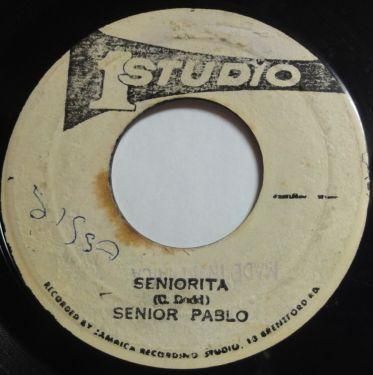 1 STUDIO
SENIORITA
(C. Dodd)
SENIOR PABLO
RECORDED BY JAMAICA RECORDING STUDIO. 13 BRENTFORD RD.